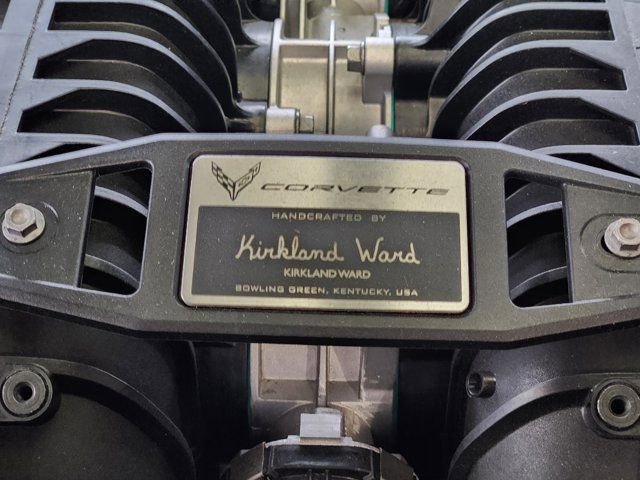 CORVETTE
HANDCRAFTED BY
Kirkland Ward
KIRKLAND WARD
BOWLING GREEN, KENTUCKY, USA